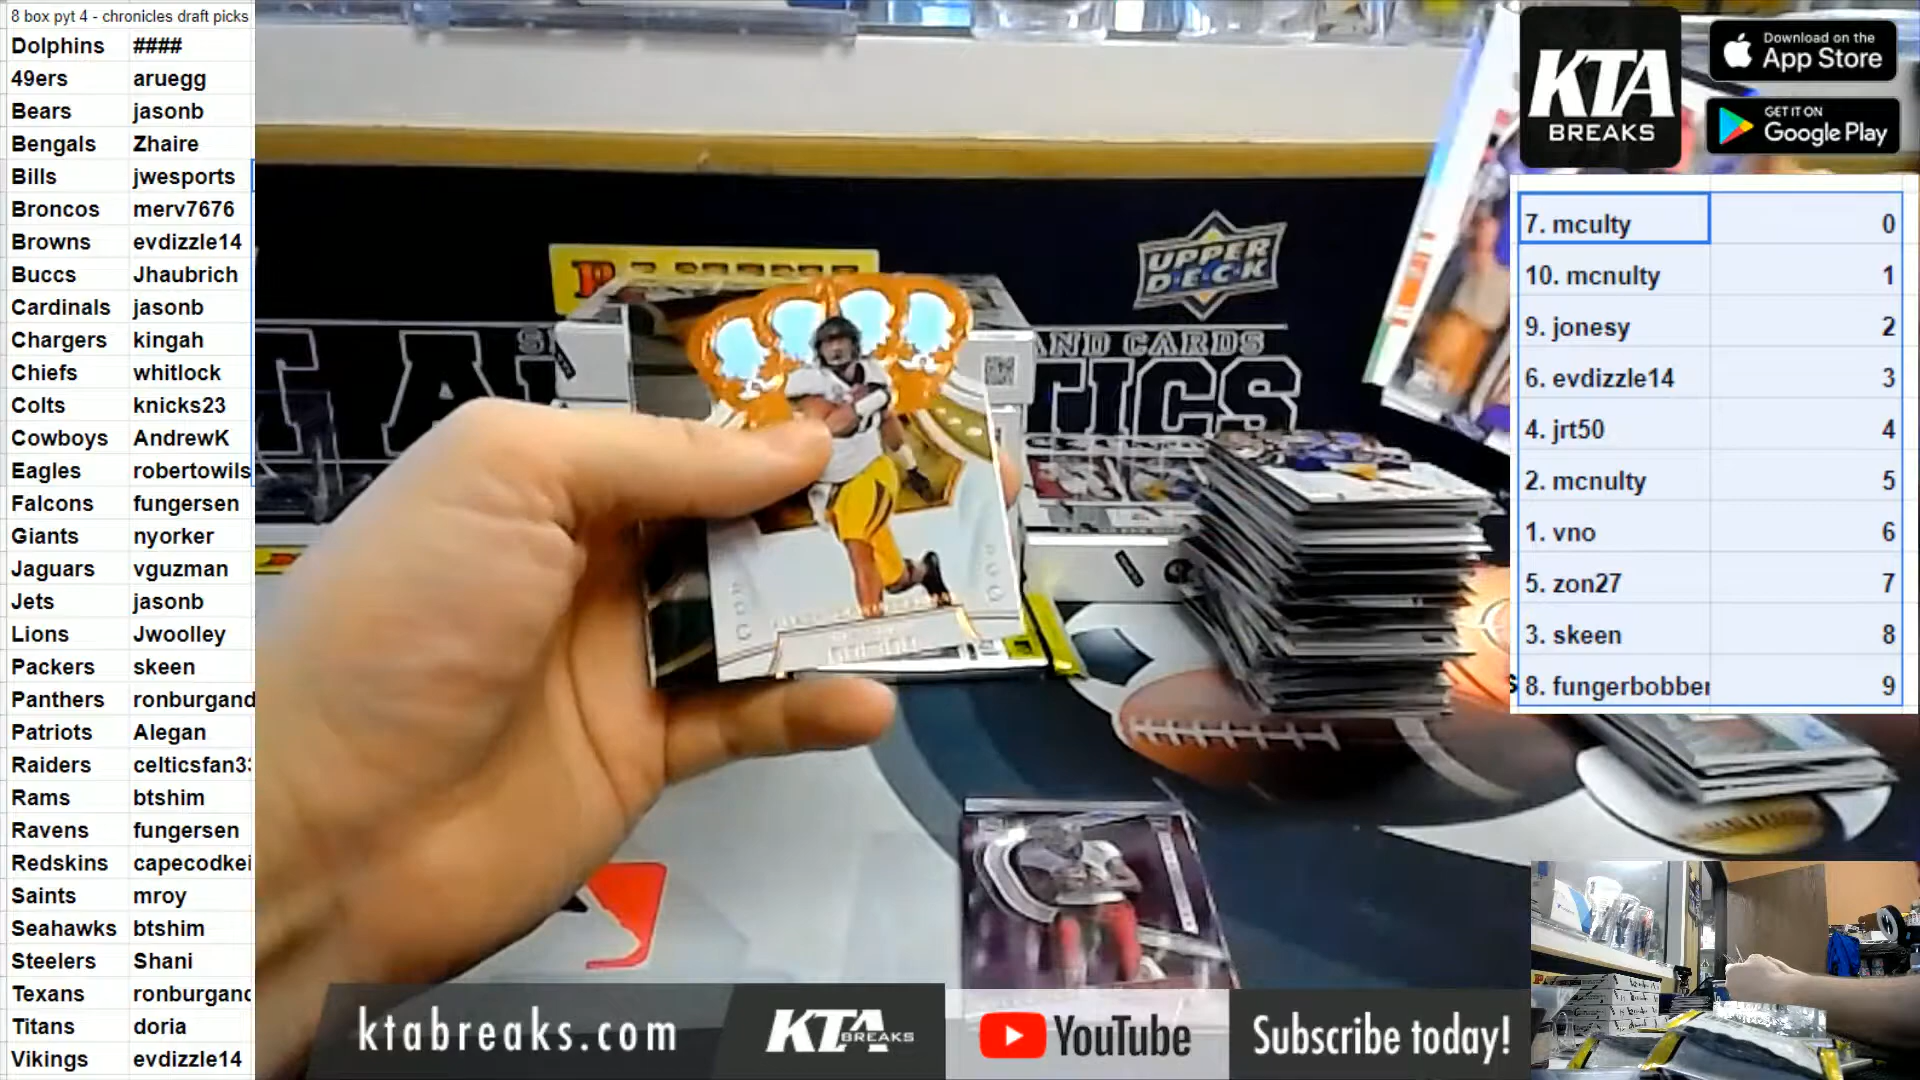 8 box pyt 4 - chronicles draft picks
Dolphins ####
49ers aruegg
Bears jasonb
Bengals Zhaire
Bills jwesports
Broncos merv7676
Browns evdizzle14
Buccs Jhaubrich
Cardinals jasonb
Chargers kingah
Chiefs whitlock
Colts knicks23
Cowboys AndrewK
Eagles robertowils
Falcons fungersen
Giants nyorker
Jaguars vguzman
Jets jasonb
Lions Jwoolley
Packers skeen
Panthers ronburgand
Patriots Alegan
Raiders celticsfan33
Rams btshim
Ravens fungersen
Redskins capecodkei
Saints mroy
Seahawks btshim
Steelers Shani
Texans ronburgand
Titans doria
Vikings evdizzle14
UPPER
DECK
AND CARDS
TICS
KTA
BREAKS
Download on the
App Store
GET IT ON
Google Play
7. mculty 0
10. mcnulty 1
9. jonesy 2
6. evdizzle14 3
4. jrt50 4
2. mcnulty 5
1. vno 6
5. zon27 7
3. skeen 8
8. fungerbobber 9
ktabreaks.com
KTA BREAKS
YouTube
Subscribe today!